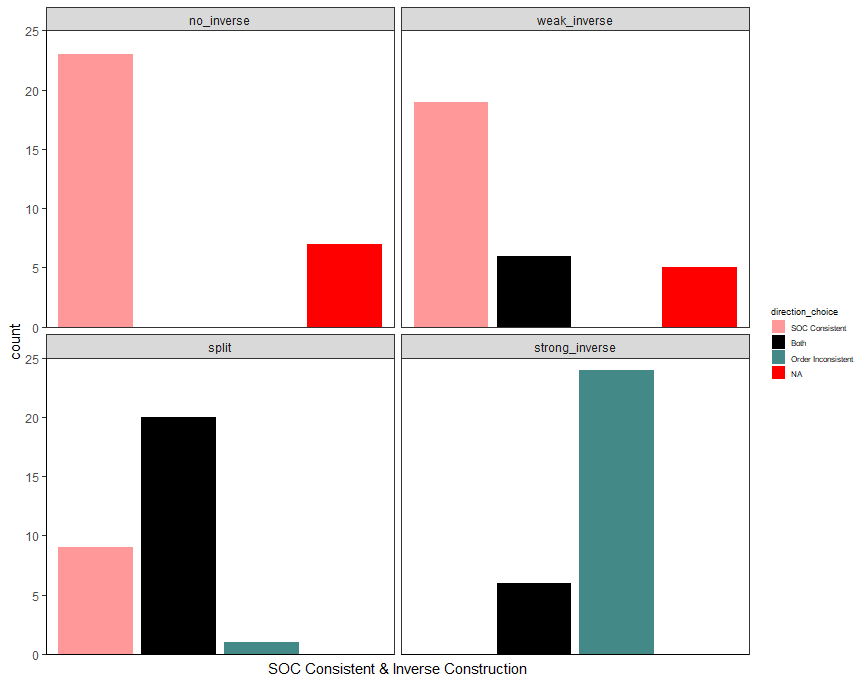 no_inverse
weak_inverse
25
20
15
10
5
0
split
strong_inverse
25
20
15
10
5
0
count
SOC Consistent & Inverse Construction
direction_choice
SOC Consistent
Both
Order Inconsistent
NA